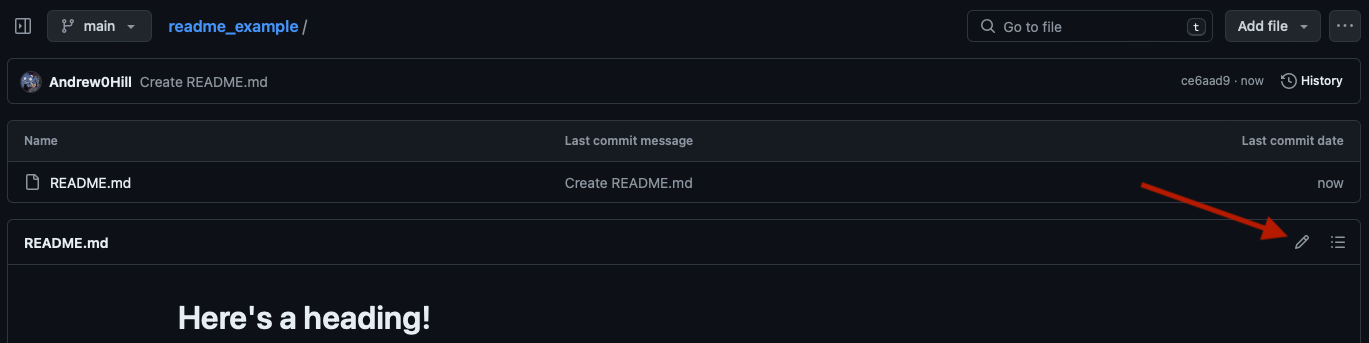 main readme_example / Go to file t Add file ...
Andrew0Hill Create README.md ce6aad9 · now History
Name Last commit message Last commit date
README.md Create README.md now
README.md
Here's a heading!